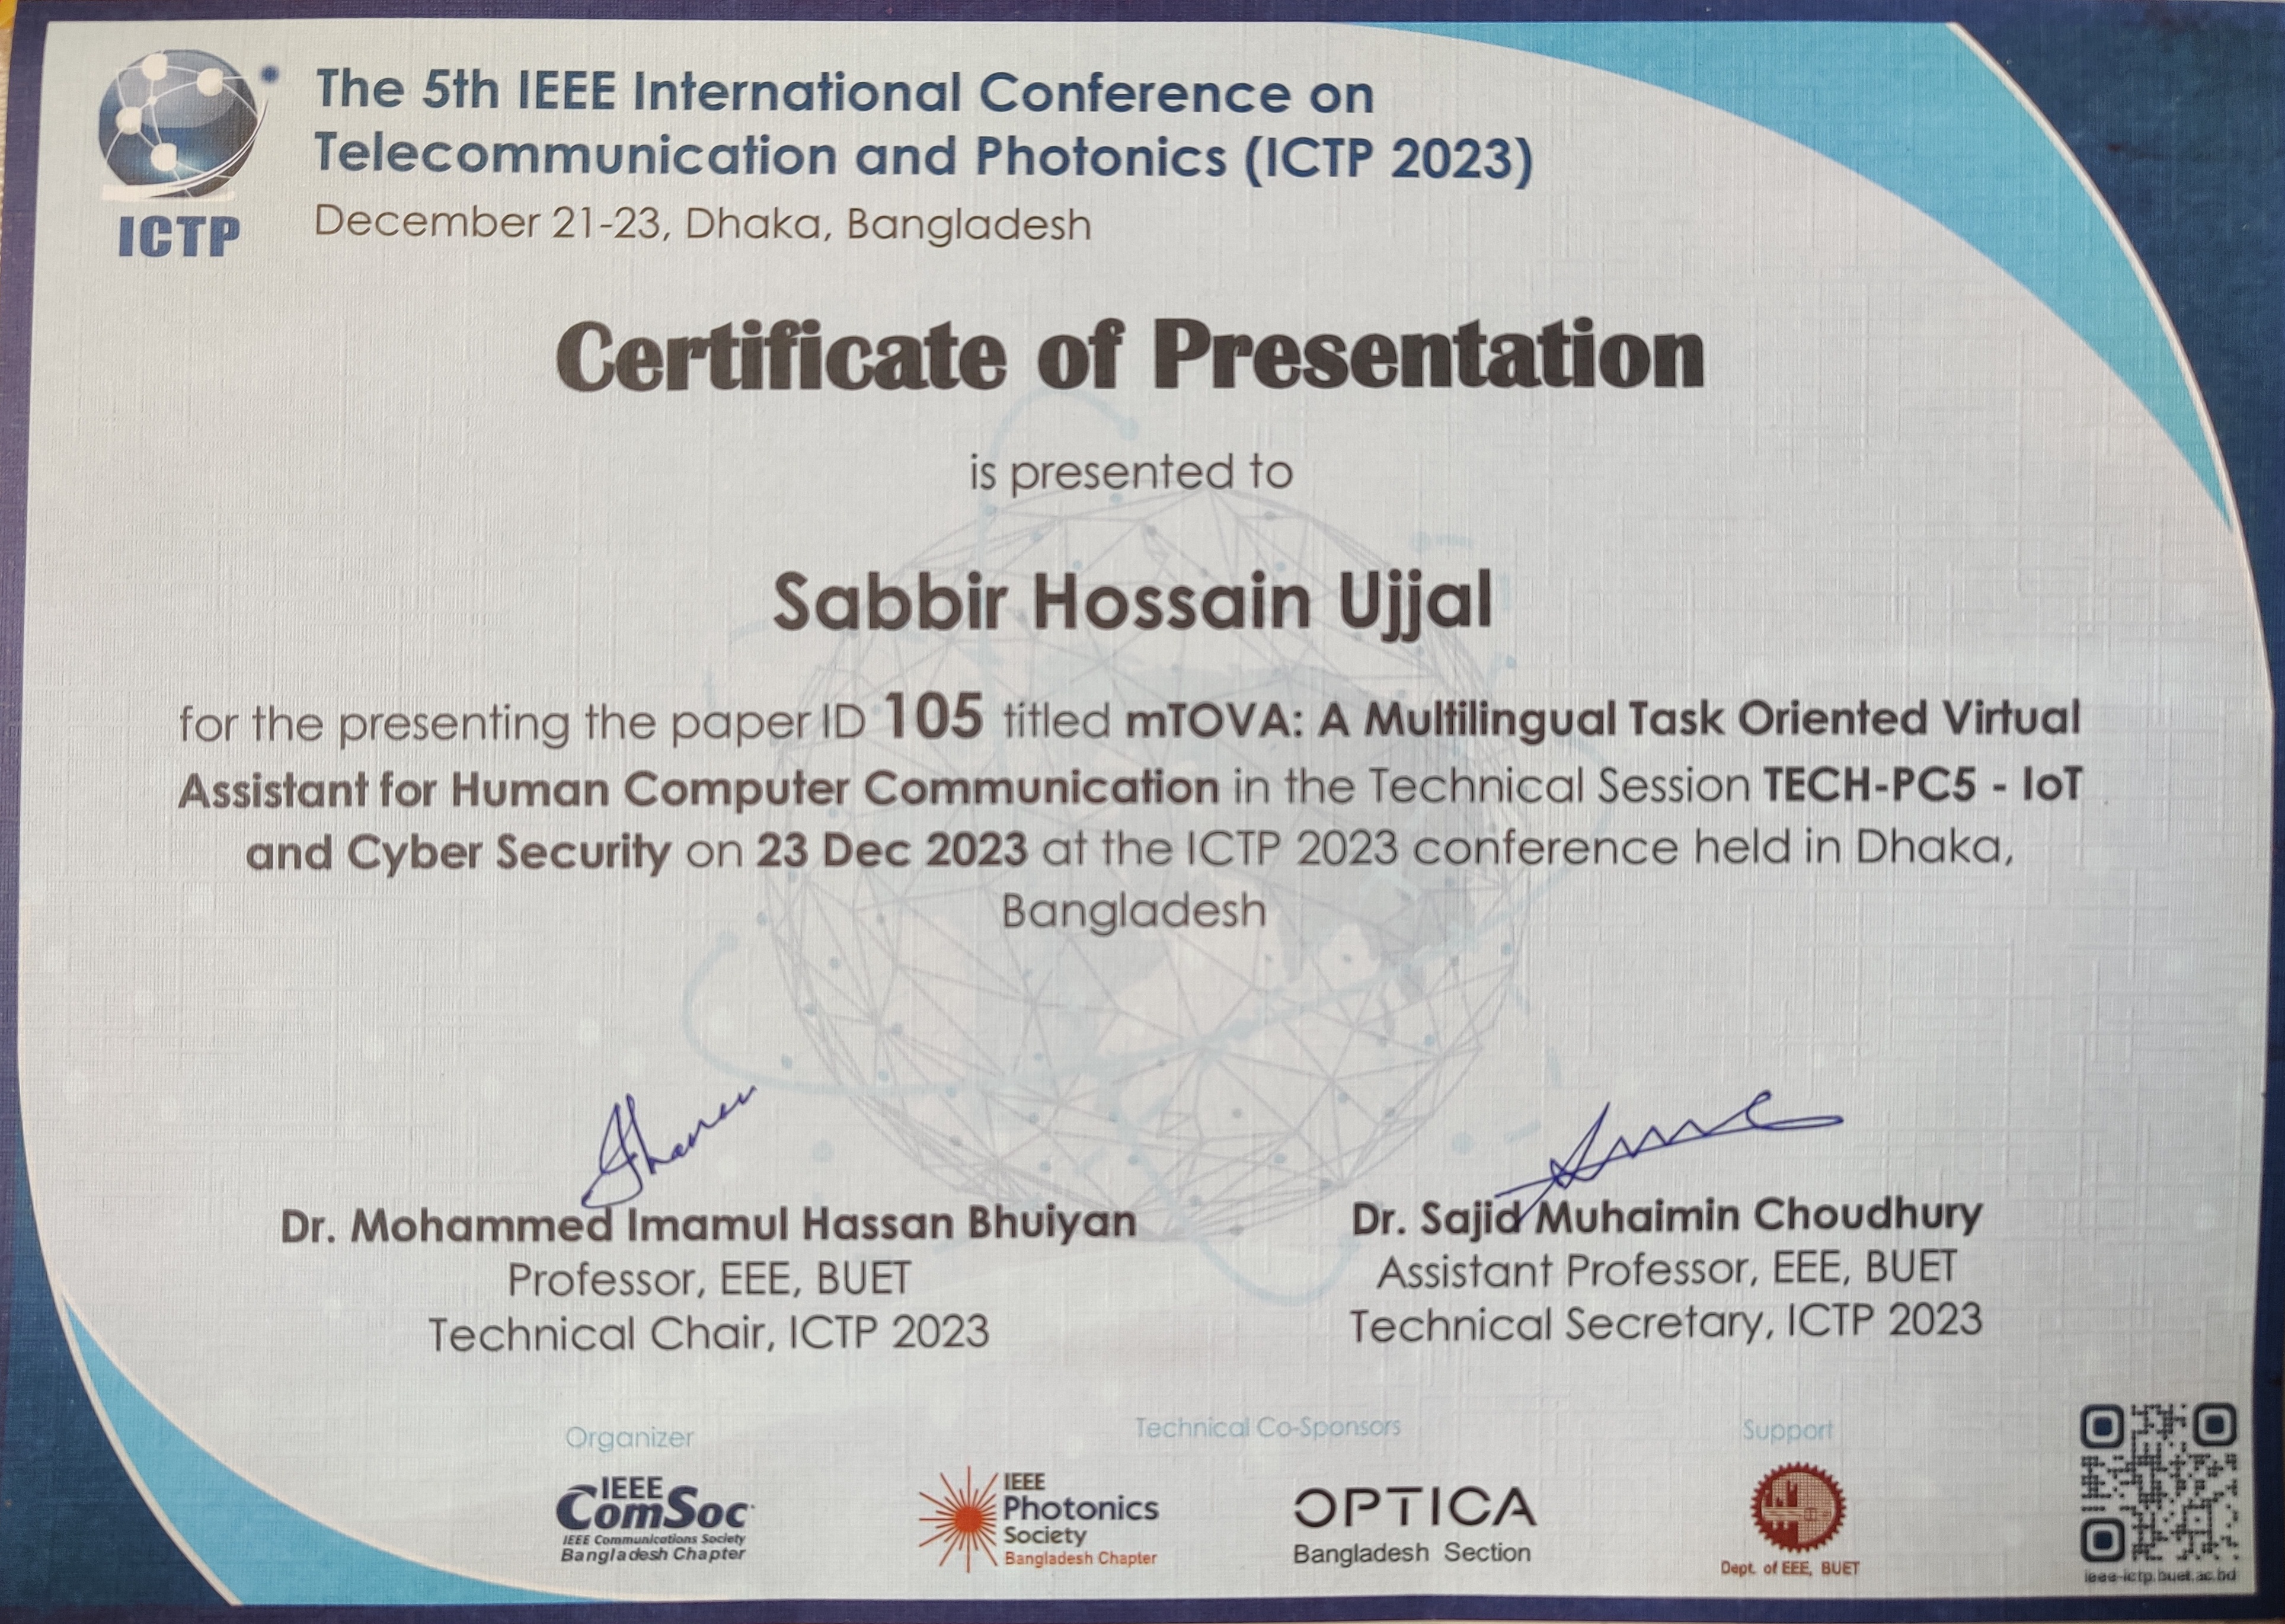 The 5th IEEE International Conference on
Telecommunication and Photonics (ICTP 2023)
December 21-23, Dhaka, Bangladesh
ICTP
Certificate of Presentation
is presented to
Sabbir Hossain Ujjal
for the presenting the paper ID 105 titled mTOVA: A Multilingual Task Oriented Virtual
Assistant for Human Computer Communication in the Technical Session TECH-PC5 - IoT
and Cyber Security on 23 Dec 2023 at the ICTP 2023 conference held in Dhaka,
Bangladesh
Dr. Mohammed Imamul Hassan Bhuiyan
Professor, EEE, BUET
Technical Chair, ICTP 2023
Dr. Sajid Muhaimin Choudhury
Assistant Professor, EEE, BUET
Technical Secretary, ICTP 2023
Organizer
IEEE
ComSoc
IEEE Communications Society
Bangladesh Chapter
Technical Co-Sponsors
IEEE
Photonics
Society
Bangladesh Chapter
OPTICA
Bangladesh Section
Support
Dept. of EEE, BUET
ieee-ictp.buet.ac.bd